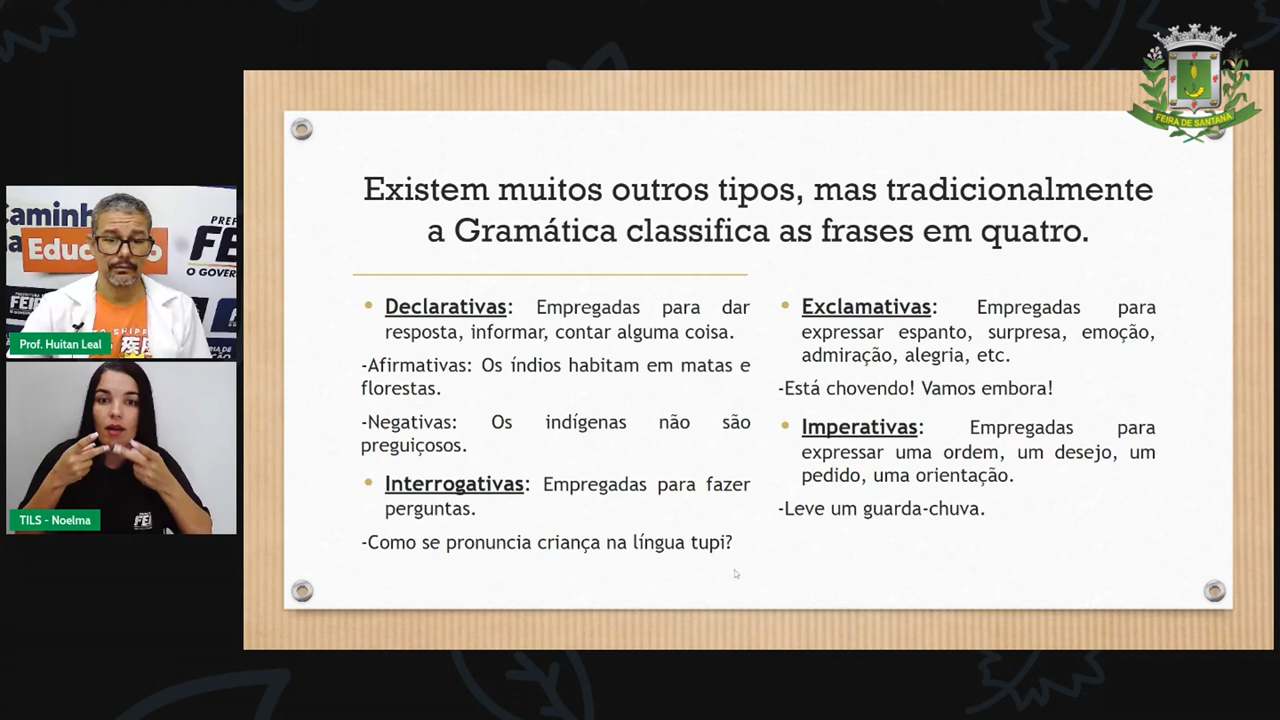 FEIRA DE SANTANA
Existem muitos outros tipos, mas tradicionalmente
a Gramática classifica as frases em quatro.
• Declarativas: Empregadas para dar
resposta, informar, contar alguma coisa.
-Afirmativas: Os índios habitam em matas e
florestas.
-Negativas: Os indígenas não são
preguiçosos.
• Interrogativas: Empregadas para fazer
perguntas.
-Como se pronuncia criança na língua tupi?
• Exclamativas: Empregadas para
expressar espanto, surpresa, emoção,
admiração, alegria, etc.
-Está chovendo! Vamos embora!
• Imperativas: Empregadas para
expressar uma ordem, um desejo, um
pedido, uma orientação.
-Leve um guarda-chuva.
Prof. Huitan Leal
TILS - Noelma